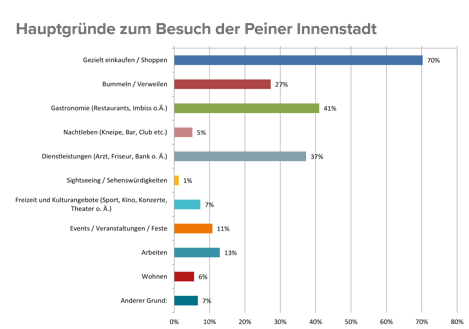 Hauptgründe zum Besuch der Peiner Innenstadt
Gezielt einkaufen / Shoppen
70%
Bummeln / Verweilen
27%
Gastronomie (Restaurants, Imbiss o.Ä.)
41%
Nachtleben (Kneipe, Bar, Club etc.)
5%
Dienstleistungen (Arzt, Friseur, Bank o. Ä.)
37%
Sightseeing / Sehenswürdigkeiten
1%
Freizeit und Kulturangebote (Sport, Kino, Konzerte,
Theater o. Ä.)
7%
Events / Veranstaltungen / Feste
11%
Arbeiten
13%
Wohnen
6%
Anderer Grund:
7%
0% 10% 20% 30% 40% 50% 60% 70% 80%